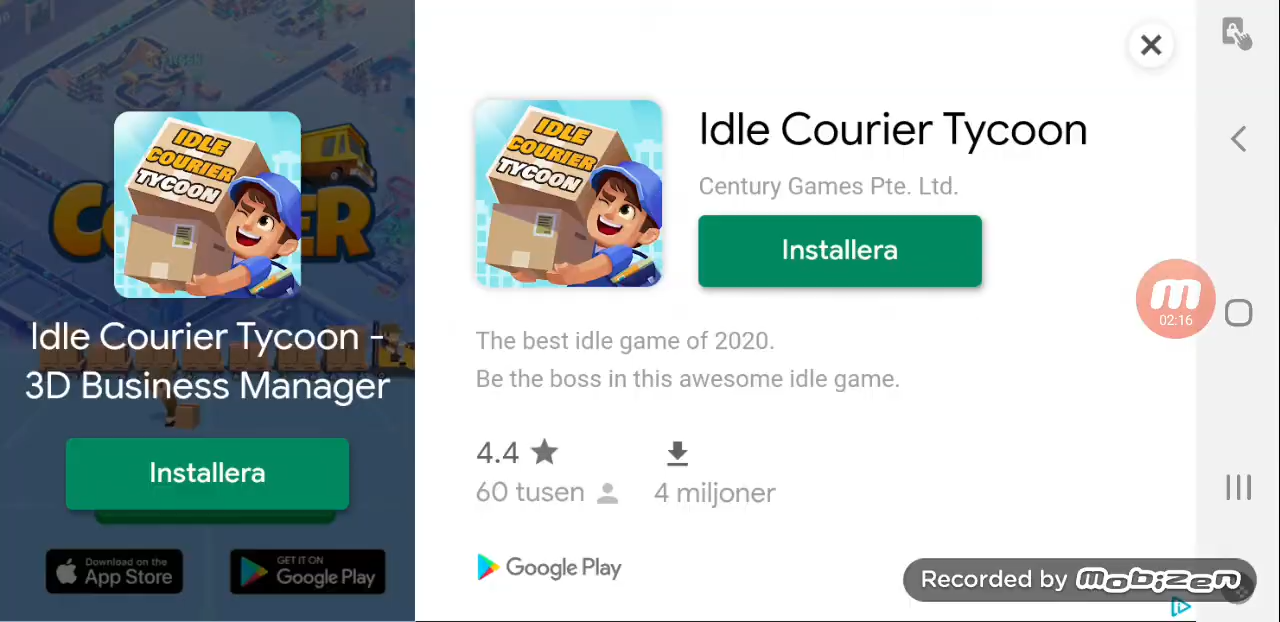 IDLE
COURIER
TYCOON
Idle Courier Tycoon -
3D Business Manager
Installera
Download on the
App Store
GET IT ON
Google Play
IDLE
COURIER
TYCOON
Idle Courier Tycoon
Century Games Pte. Ltd.
Installera
The best idle game of 2020.
Be the boss in this awesome idle game.
4.4
60 tusen
4 miljoner
Google Play
02:16
Recorded by Mobizen